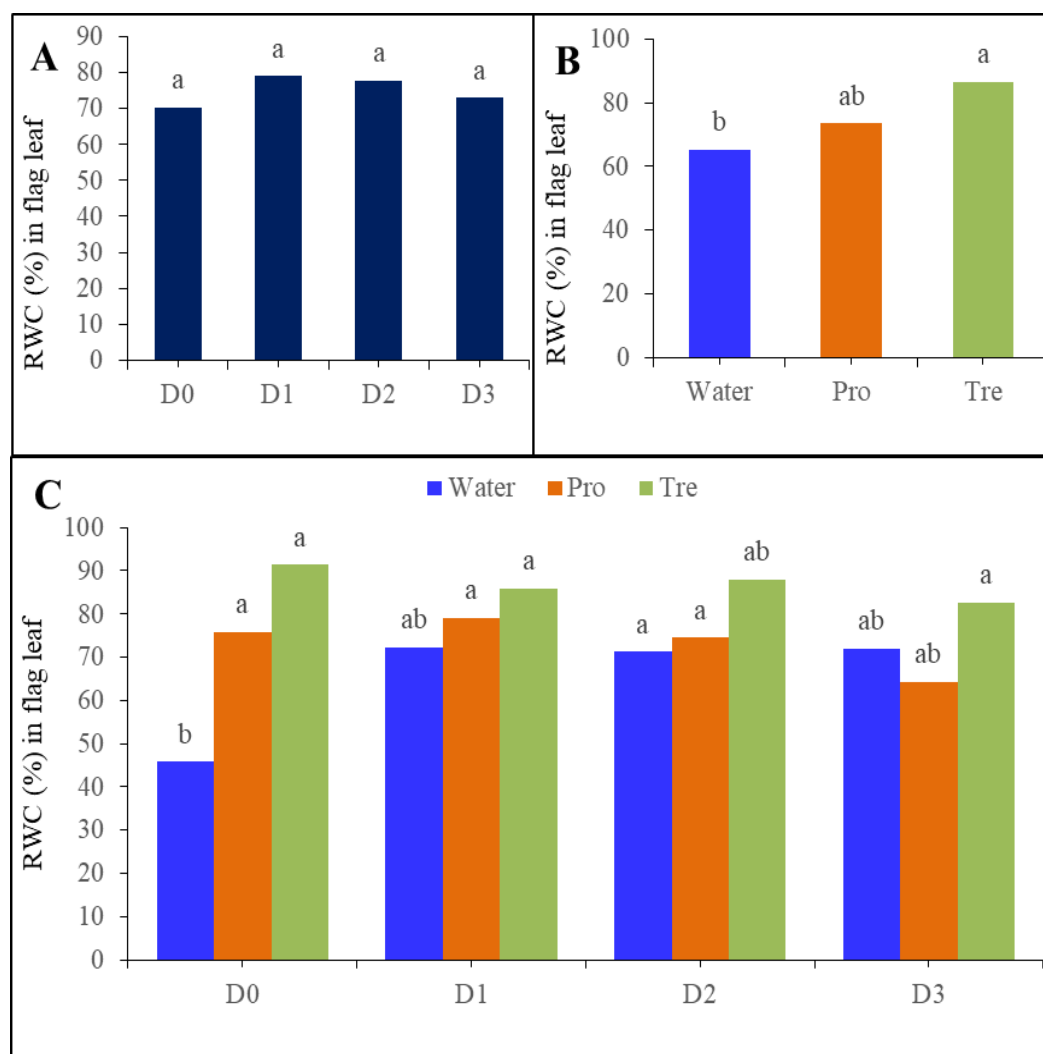 A
RWC (%) in flag leaf
90
80
70
60
50
40
30
20
10
0
a
a
a
a
D0 D1 D2 D3
B
RWC (%) in flag leaf
100
80
60
40
20
0
b
ab
a
Water Pro Tre
C
Water Pro Tre
RWC (%) in flag leaf
100
90
80
70
60
50
40
30
20
10
0
b a a
ab a a
a a ab
ab ab a
D0 D1 D2 D3